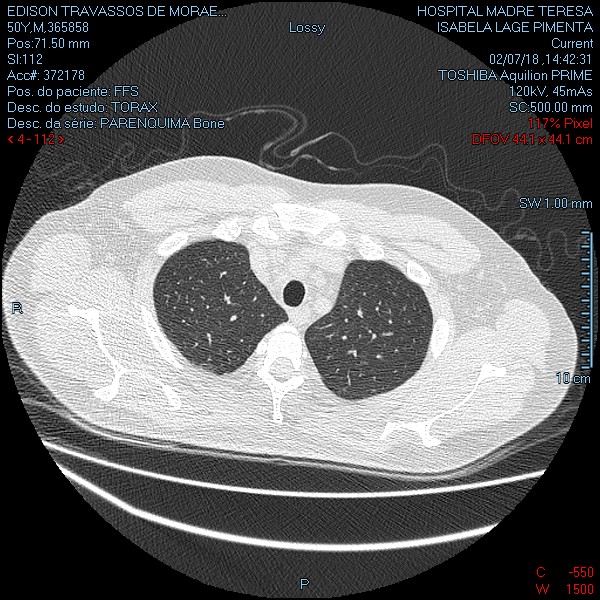 EDISON TRAVASSOS DE MORAE...
50Y,M,365858
Pos:71.50 mm
SI:112
Acc#: 372178
Pos. do paciente: FFS
Desc. do estudo: TORAX
Desc. da série: PARENQUIMA Bone
< 4 - 112 >
Lossy
HOSPITAL MADRE TERESA
ISABELA LAGE PIMENTA
Current
02/07/18 ,14:42:31
TOSHIBA Aquilion PRIME
120kV, 45mAs
SC:500.00 mm
117% Pixel
DFOV 44.1 x 44.1 cm
SW 1.00 mm
R
10 cm
P
C -550
W 1500